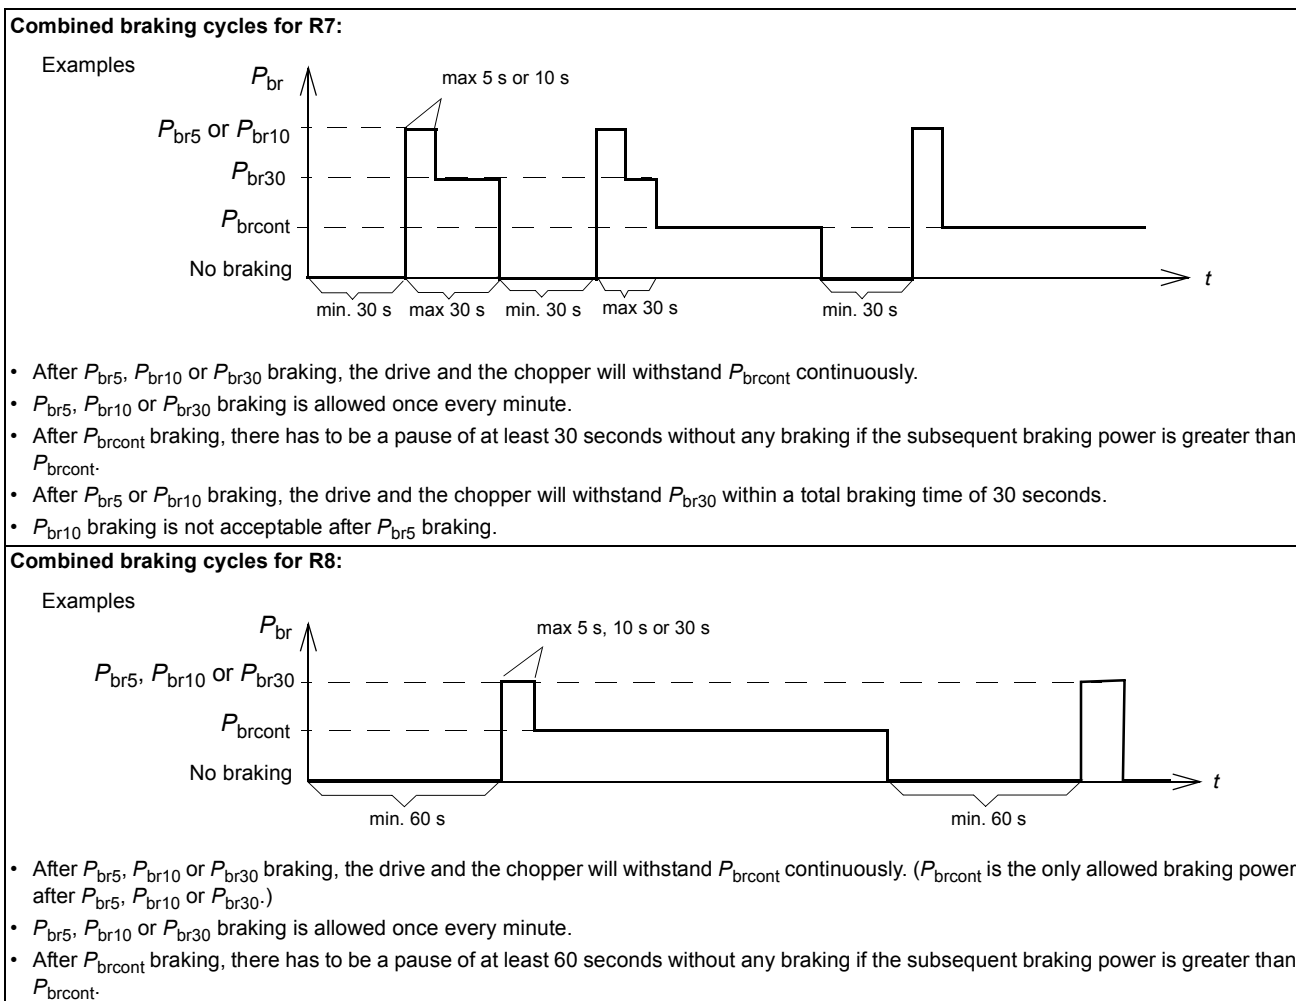 Combined braking cycles for R7:
Examples
Pbr
max 5 s or 10 s
Pbr5 or Pbr10
Pbr30
Pbrcont
No braking
t
min. 30 s
max 30 s
min. 30 s
max 30 s
min. 30 s
• After Pbr5, Pbr10 or Pbr30 braking, the drive and the chopper will withstand Pbrcont continuously.
• Pbr5, Pbr10 or Pbr30 braking is allowed once every minute.
• After Pbrcont braking, there has to be a pause of at least 30 seconds without any braking if the subsequent braking power is greater than
Pbrcont.
• After Pbr5 or Pbr10 braking, the drive and the chopper will withstand Pbr30 within a total braking time of 30 seconds.
• Pbr10 braking is not acceptable after Pbr5 braking.
Combined braking cycles for R8:
Examples
Pbr
max 5 s, 10 s or 30 s
Pbr5, Pbr10 or Pbr30
Pbrcont
No braking
t
min. 60 s
min. 60 s
• After Pbr5, Pbr10 or Pbr30 braking, the drive and the chopper will withstand Pbrcont continuously. (Pbrcont is the only allowed braking power
after Pbr5, Pbr10 or Pbr30.)
• Pbr5, Pbr10 or Pbr30 braking is allowed once every minute.
• After Pbrcont braking, there has to be a pause of at least 60 seconds without any braking if the subsequent braking power is greater than
Pbrcont.